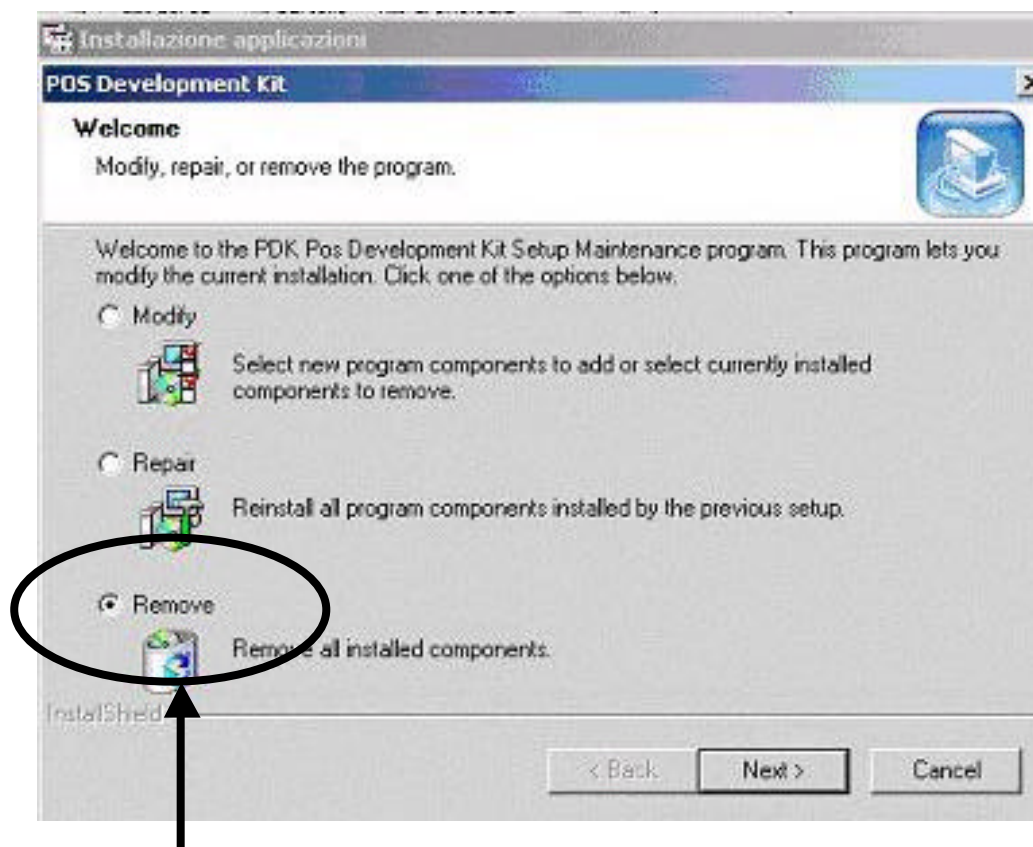 Installazione applicazioni
POS Development Kit
Welcome
Modify, repair, or remove the program.
Welcome to the PDK Pos Development Kit Setup Maintenance program. This program lets you
modify the current installation. Click one of the options below.
Modify
Select new program components to add or select currently installed
components to remove.
Repair
Reinstall all program components installed by the previous setup.
Remove
Remove all installed components.
InstallShield
< Back
Next >
Cancel